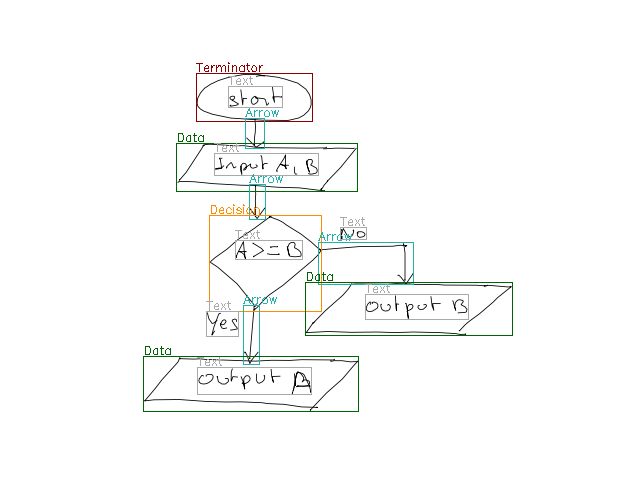 Terminator
Text
start
Arrow
Data
Text
Input A, B
Arrow
Decision
Text
A >= B
Text
No
Arrow
Data
Text
output B
Text
Yes
Arrow
Data
Text
output A